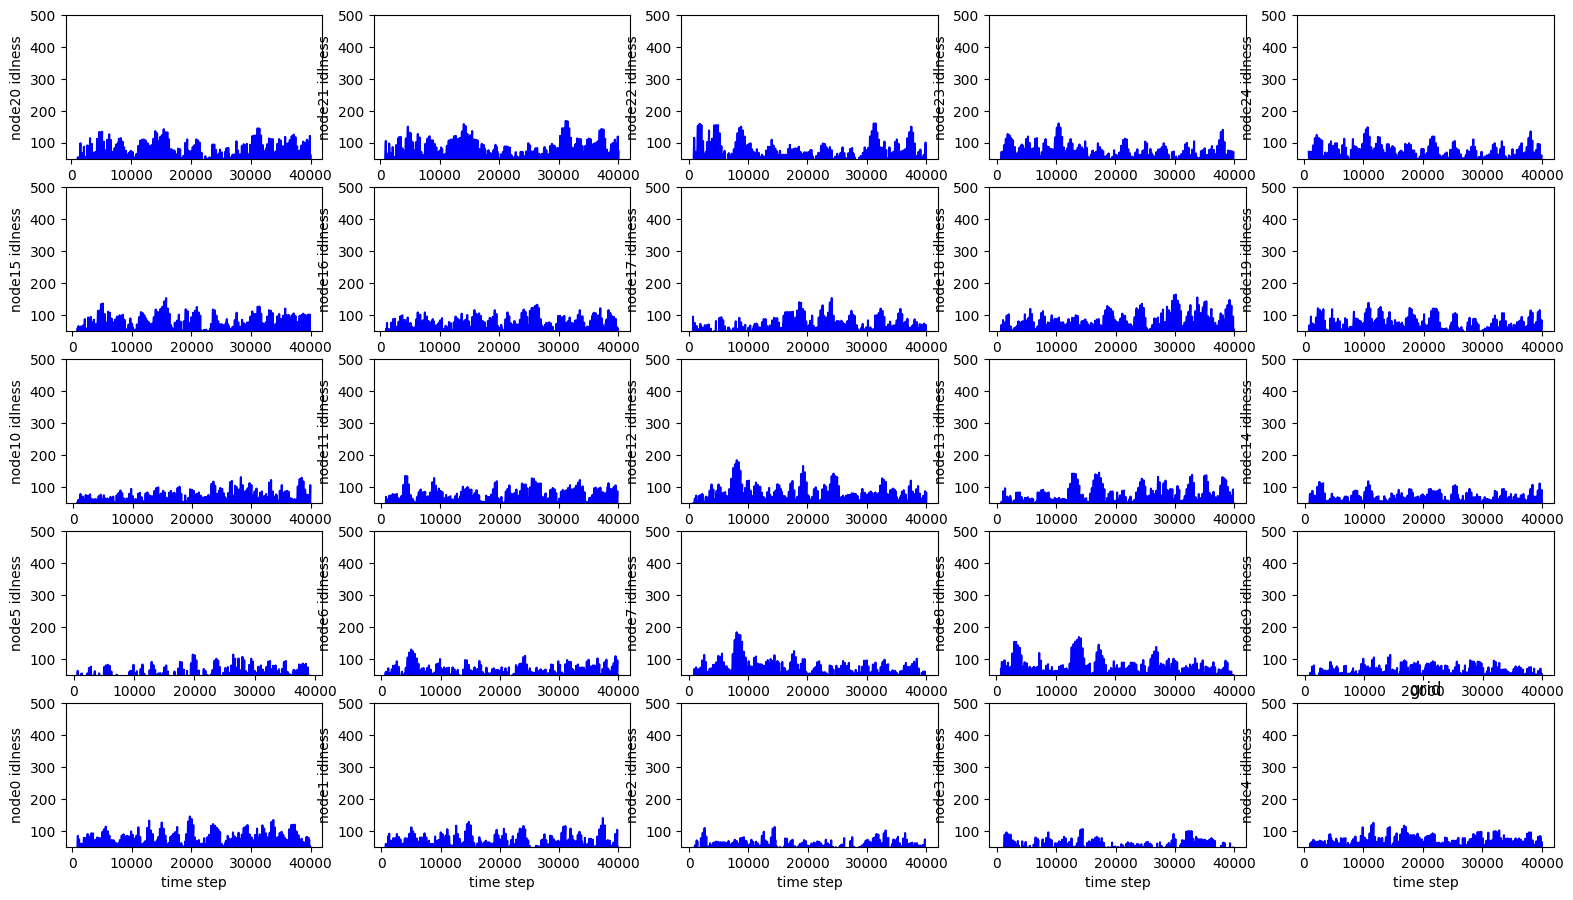 500 500 500 500 500
400 400 400 400 400
300 300 300 300 300
200 200 200 200 200
100 100 100 100 100
node20 idlness node21 idlness node22 idlness node23 idlness node24 idlness
0 10000 20000 30000 40000 0 10000 20000 30000 40000 0 10000 20000 30000 40000 0 10000 20000 30000 40000 0 10000 20000 30000 40000
500 500 500 500 500
400 400 400 400 400
300 300 300 300 300
200 200 200 200 200
100 100 100 100 100
node15 idlness node16 idlness node17 idlness node18 idlness node19 idlness
0 10000 20000 30000 40000 0 10000 20000 30000 40000 0 10000 20000 30000 40000 0 10000 20000 30000 40000 0 10000 20000 30000 40000
500 500 500 500 500
400 400 400 400 400
300 300 300 300 300
200 200 200 200 200
100 100 100 100 100
node10 idlness node11 idlness node12 idlness node13 idlness node14 idlness
0 10000 20000 30000 40000 0 10000 20000 30000 40000 0 10000 20000 30000 40000 0 10000 20000 30000 40000 0 10000 20000 30000 40000
500 500 500 500 500
400 400 400 400 400
300 300 300 300 300
200 200 200 200 200
100 100 100 100 100
node5 idlness node6 idlness node7 idlness node8 idlness node9 idlness
0 10000 20000 30000 40000 0 10000 20000 30000 40000 0 10000 20000 30000 40000 0 10000 20000 30000 40000 0 10000 20000 30000 40000
grid
500 500 500 500 500
400 400 400 400 400
300 300 300 300 300
200 200 200 200 200
100 100 100 100 100
node0 idlness node1 idlness node2 idlness node3 idlness node4 idlness
0 10000 20000 30000 40000 0 10000 20000 30000 40000 0 10000 20000 30000 40000 0 10000 20000 30000 40000 0 10000 20000 30000 40000
time step time step time step time step time step